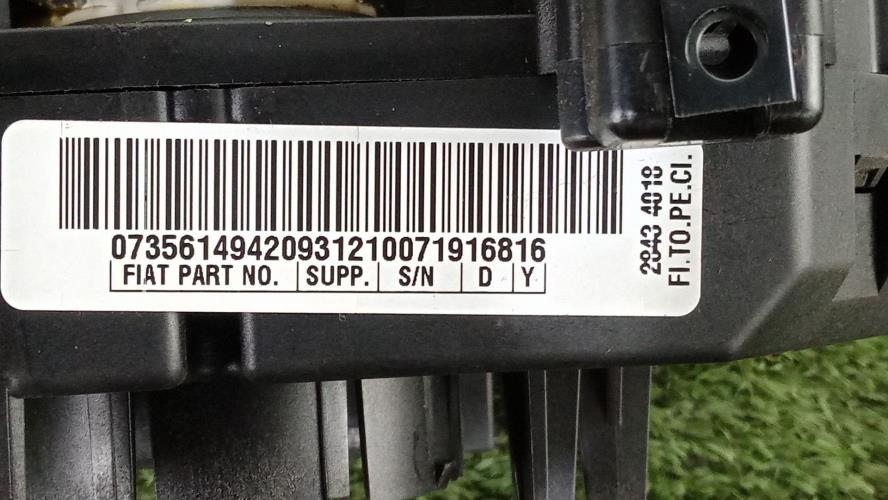 07356149420931210071916816
FIAT PART NO. SUPP. S/N D Y
2843 4018
FI.TO.PE.CI.